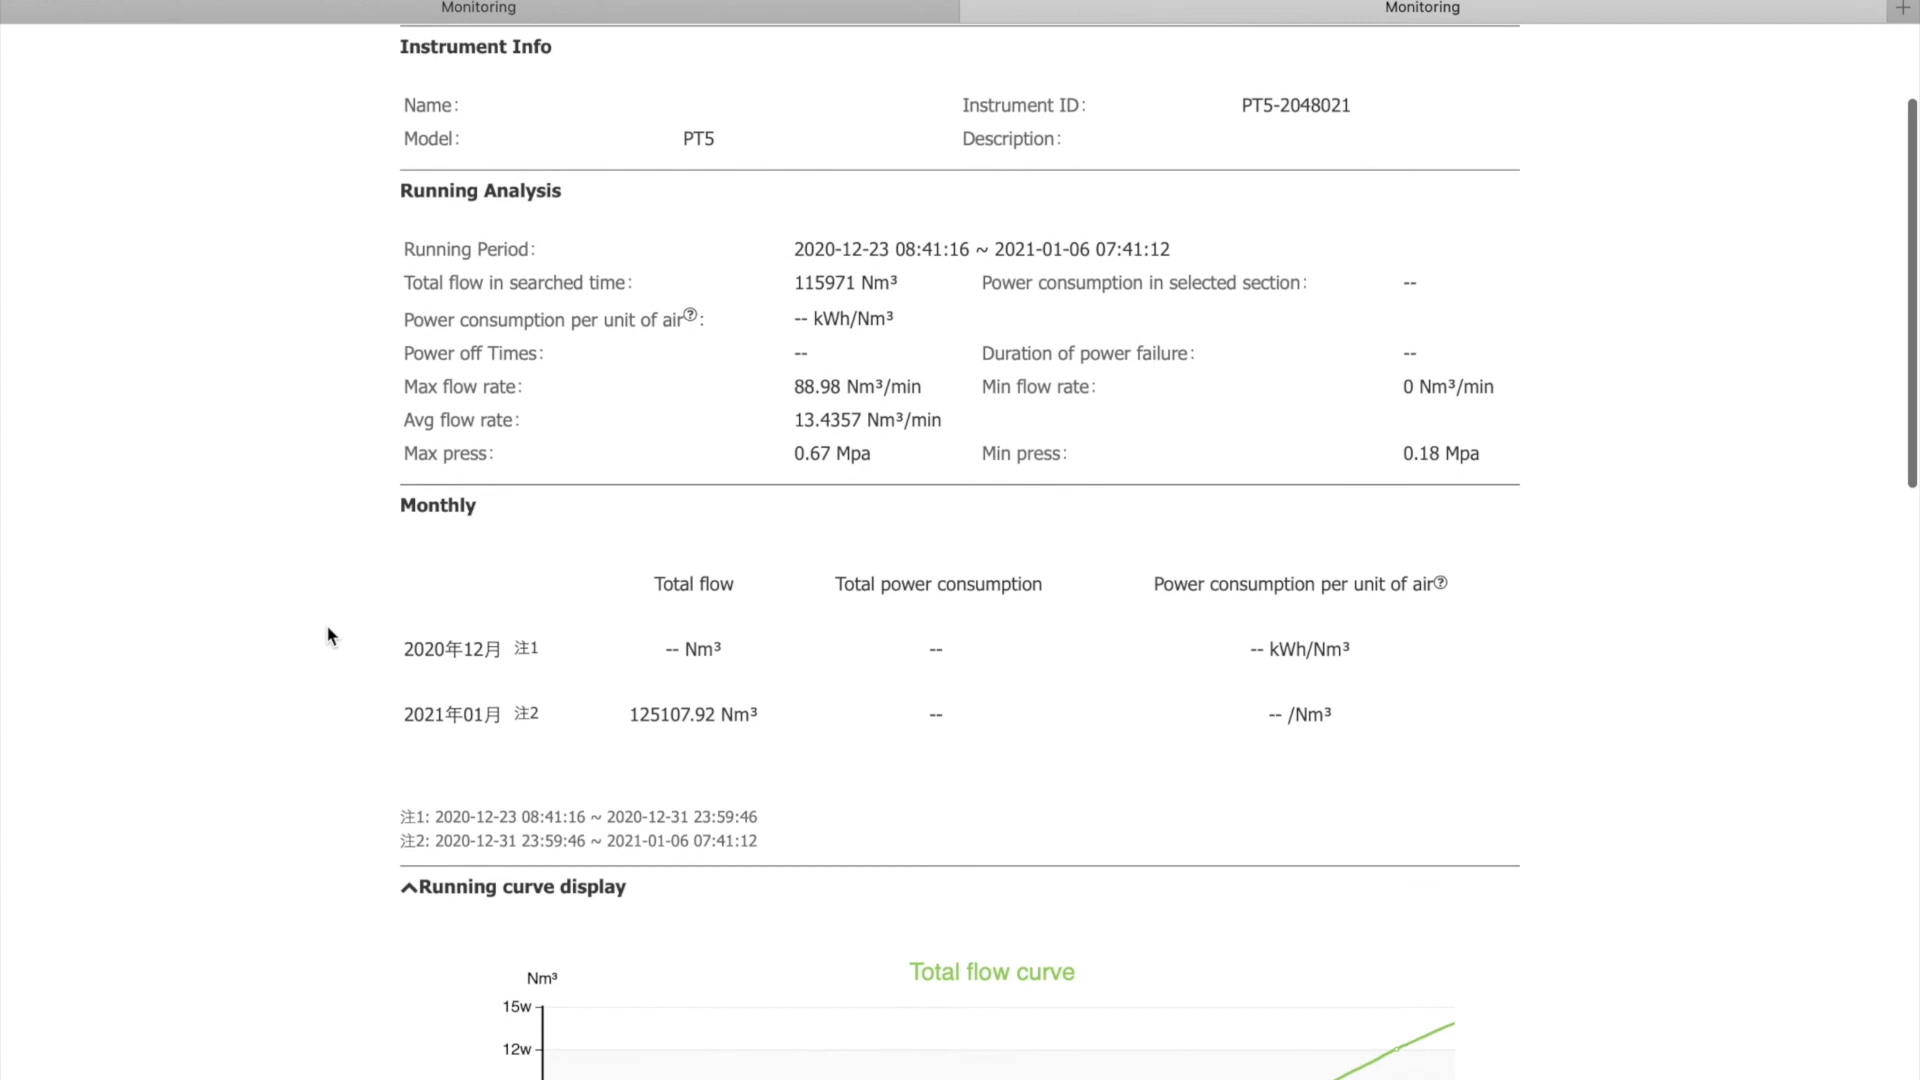 Monitoring Monitoring
Instrument Info
Name: Instrument ID: PT5-2048021
Model: PT5 Description:
Running Analysis
Running Period: 2020-12-23 08:41:16 ~ 2021-01-06 07:41:12
Total flow in searched time: 115971 Nm³ Power consumption in selected section: --
Power consumption per unit of air?: -- kWh/Nm³
Power off Times: -- Duration of power failure: --
Max flow rate: 88.98 Nm³/min Min flow rate: 0 Nm³/min
Avg flow rate: 13.4357 Nm³/min
Max press: 0.67 Mpa Min press: 0.18 Mpa
Monthly
Total flow Total power consumption Power consumption per unit of air?
2020年12月 注1 -- Nm³ -- -- kWh/Nm³
2021年01月 注2 125107.92 Nm³ -- -- /Nm³
注1: 2020-12-23 08:41:16 ~ 2020-12-31 23:59:46
注2: 2020-12-31 23:59:46 ~ 2021-01-06 07:41:12
Running curve display
Total flow curve
Nm³
15w
12w